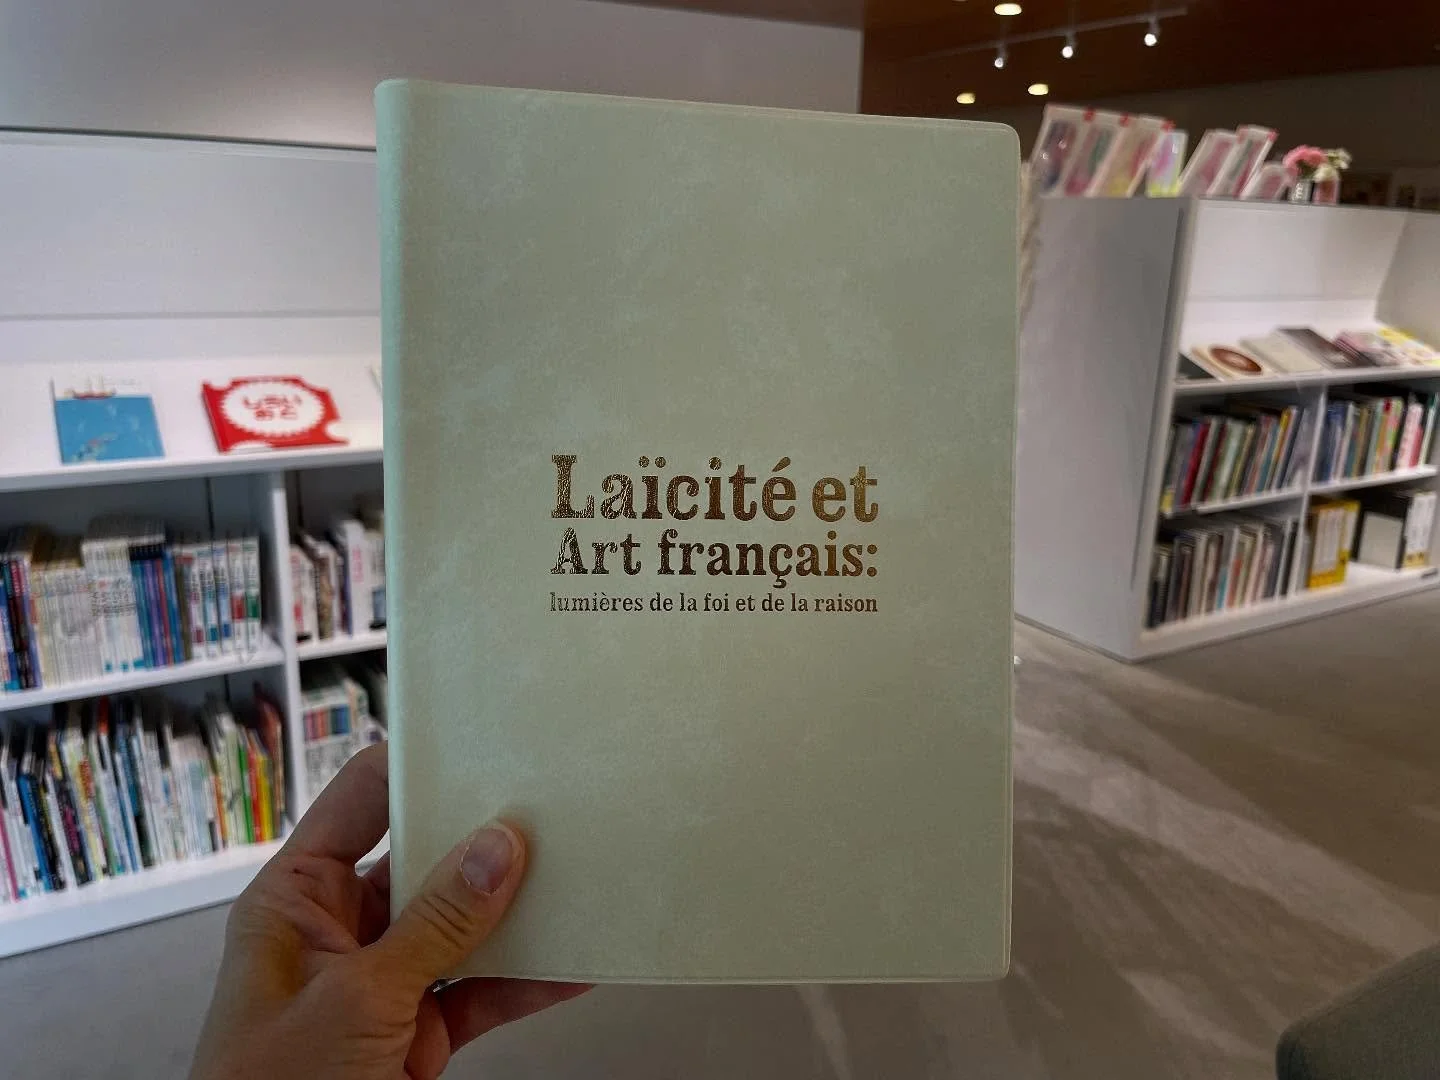 Laïcité et
Art français:
lumières de la foi et de la raison